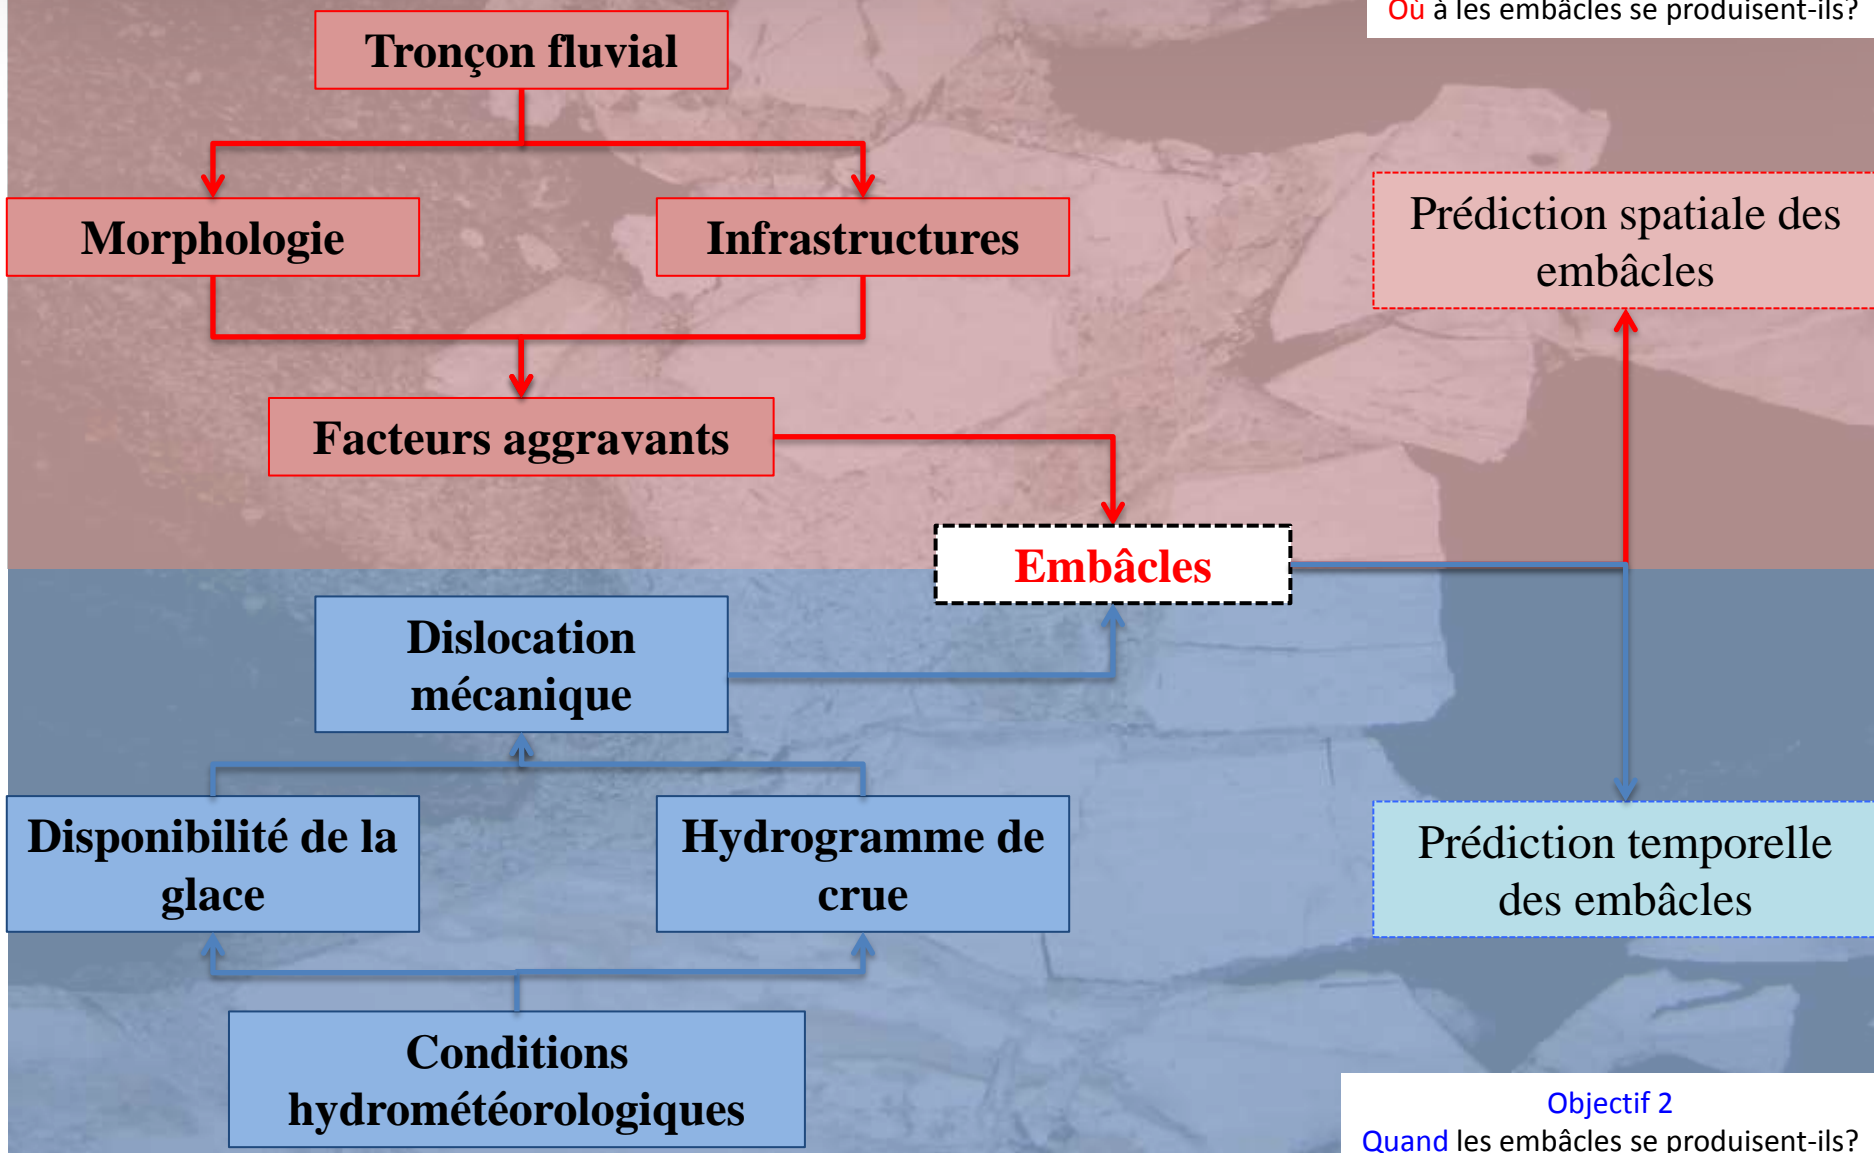 Où à les embâcles se produisent-ils?
Tronçon fluvial
Morphologie
Infrastructures
Prédiction spatiale des
embâcles
Facteurs aggravants
Embâcles
Dislocation
mécanique
Disponibilité de la
glace
Hydrogramme de
crue
Prédiction temporelle
des embâcles
Conditions
hydrométéorologiques
Objectif 2
Quand les embâcles se produisent-ils?